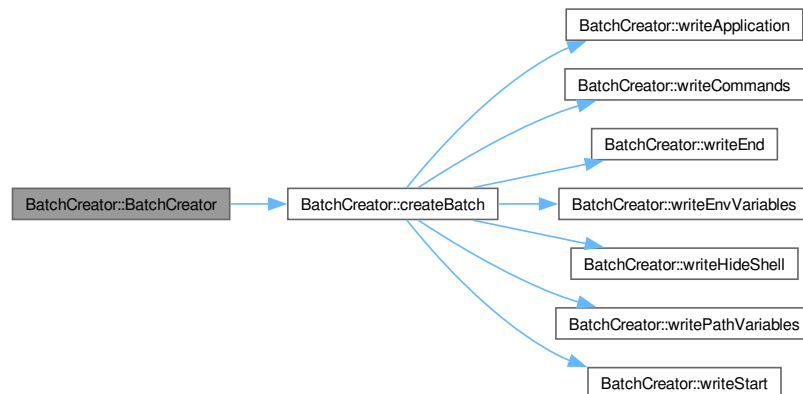 BatchCreator::BatchCreator
BatchCreator::createBatch
BatchCreator::writeApplication
BatchCreator::writeCommands
BatchCreator::writeEnd
BatchCreator::writeEnvVariables
BatchCreator::writeHideShell
BatchCreator::writePathVariables
BatchCreator::writeStart